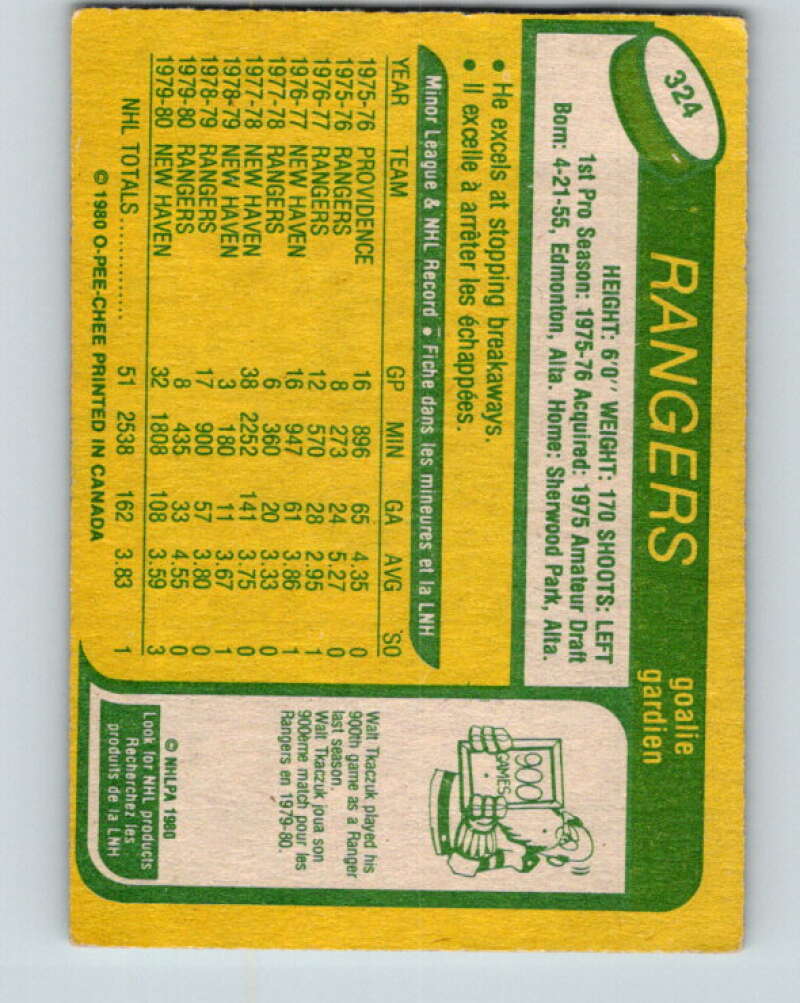 324
RANGERS
goalie
gardien
HEIGHT: 6'0'' WEIGHT: 170 SHOOTS: LEFT
1st Pro Season: 1975-76 Acquired: 1975 Amateur Draft
Born: 4-21-55, Edmonton, Alta. Home: Sherwood Park, Alta.
• He excels at stopping breakaways.
• Il excelle à arrêter les échappées.
Minor League & NHL Record • Fiche dans les mineures et la LNH
YEAR TEAM GP MIN GA AVG SO
1975-76 PROVIDENCE 16 896 65 4.35 0
1975-76 RANGERS 8 273 24 5.27 0
1976-77 RANGERS 12 570 28 2.95 1
1976-77 NEW HAVEN 16 947 61 3.86 1
1977-78 RANGERS 6 360 20 3.33 0
1977-78 NEW HAVEN 38 2252 141 3.75 0
1978-79 NEW HAVEN 3 180 11 3.67 1
1978-79 RANGERS 17 900 57 3.80 0
1979-80 RANGERS 8 435 33 4.55 0
1979-80 NEW HAVEN 32 1808 108 3.59 3
NHL TOTALS ............ 51 2538 162 3.83 1
© 1980 O-PEE-CHEE PRINTED IN CANADA
900
GAMES
Walt Tkaczuk played his
900th game as a Ranger
last season.
Walt Tkaczuk joua son
900eme match pour les
Rangers en 1979-80.
© NHLPA 1980
Look for NHL products
Recherchez les
produits de la LNH